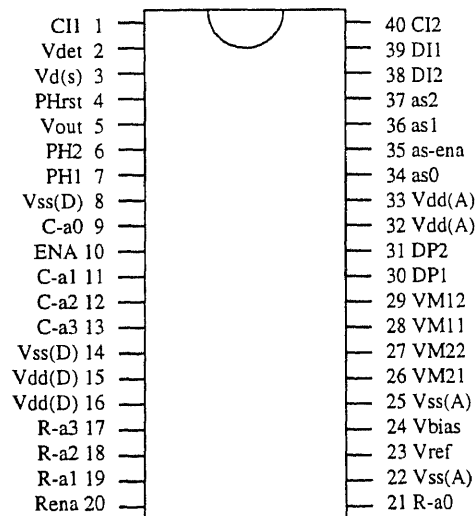 CI1 1
Vdet 2
Vd(s) 3
PHrst 4
Vout 5
PH2 6
PH1 7
Vss(D) 8
C-a0 9
ENA 10
C-a1 11
C-a2 12
C-a3 13
Vss(D) 14
Vdd(D) 15
Vdd(D) 16
R-a3 17
R-a2 18
R-a1 19
Rena 20
40 CI2
39 DI1
38 DI2
37 as2
36 as1
35 as-ena
34 as0
33 Vdd(A)
32 Vdd(A)
31 DP2
30 DP1
29 VM12
28 VM11
27 VM22
26 VM21
25 Vss(A)
24 Vbias
23 Vref
22 Vss(A)
21 R-a0